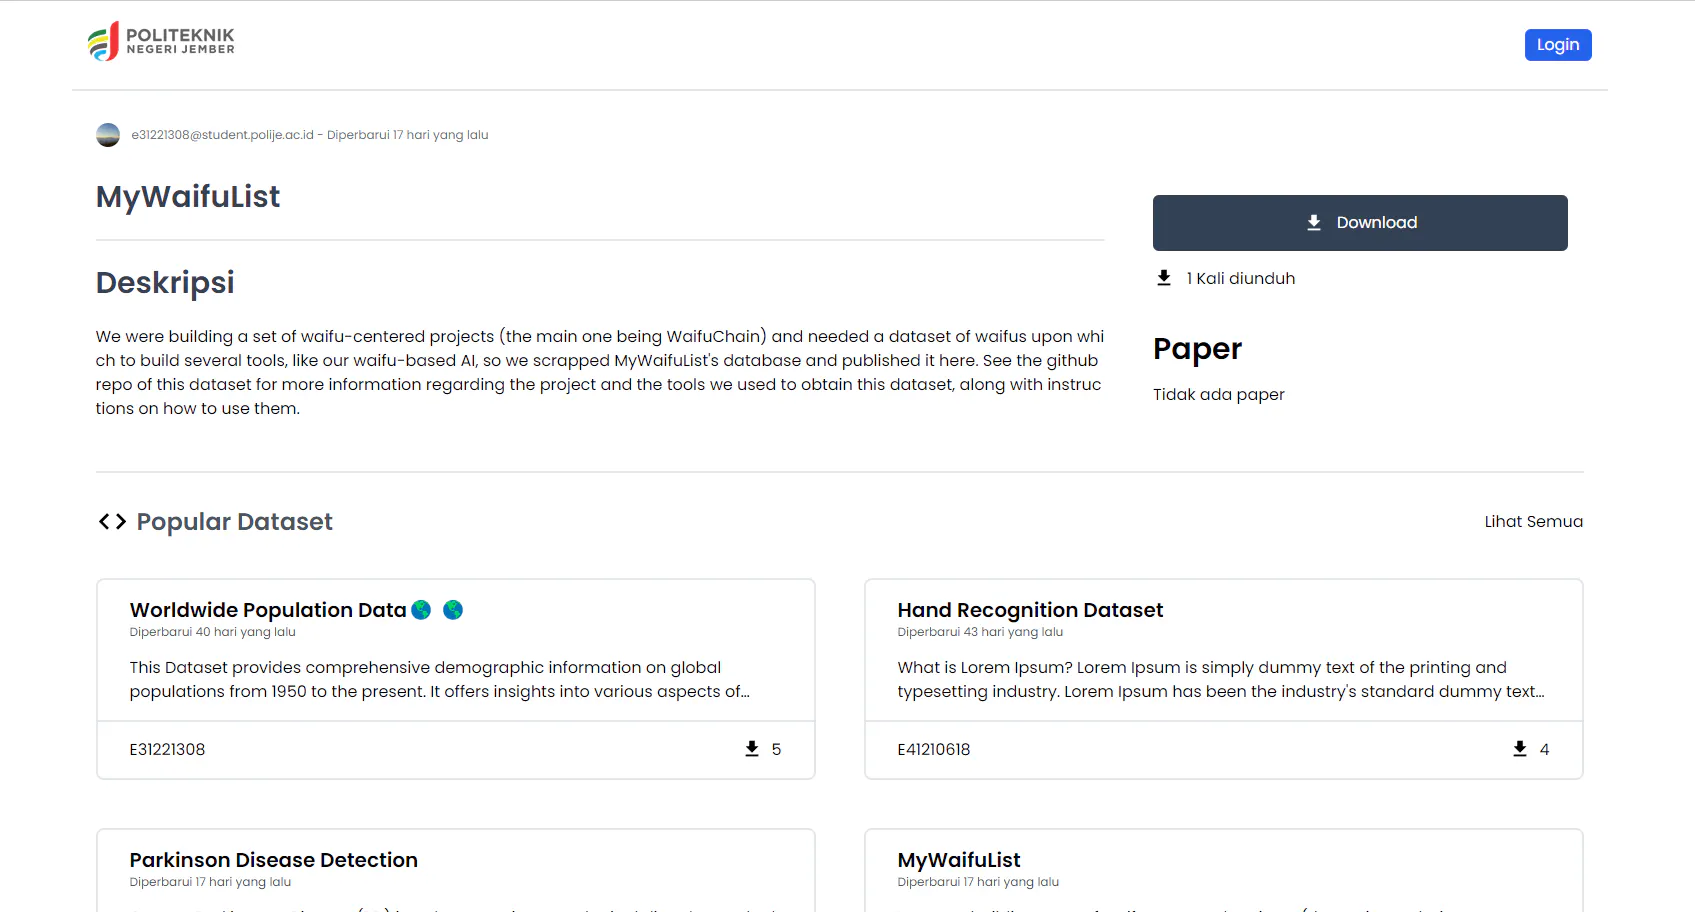 POLITEKNIK
NEGERI JEMBER
Login
e31221308@student.polije.ac.id - Diperbarui 17 hari yang lalu
MyWaifuList
Download
1 Kali diunduh
Deskripsi
We were building a set of waifu-centered projects (the main one being WaifuChain) and needed a dataset of waifus upon whi
ch to build several tools, like our waifu-based AI, so we scrapped MyWaifuList's database and published it here. See the github
repo of this dataset for more information regarding the project and the tools we used to obtain this dataset, along with instruc
tions on how to use them.
Paper
Tidak ada paper
Popular Dataset
Lihat Semua
Worldwide Population Data🌎 🌎
Diperbarui 40 hari yang lalu
This Dataset provides comprehensive demographic information on global
populations from 1950 to the present. It offers insights into various aspects of...
E31221308
5
Hand Recognition Dataset
Diperbarui 43 hari yang lalu
What is Lorem Ipsum? Lorem Ipsum is simply dummy text of the printing and
typesetting industry. Lorem Ipsum has been the industry's standard dummy text...
E41210618
4
Parkinson Disease Detection
Diperbarui 17 hari yang lalu
MyWaifuList
Diperbarui 17 hari yang lalu